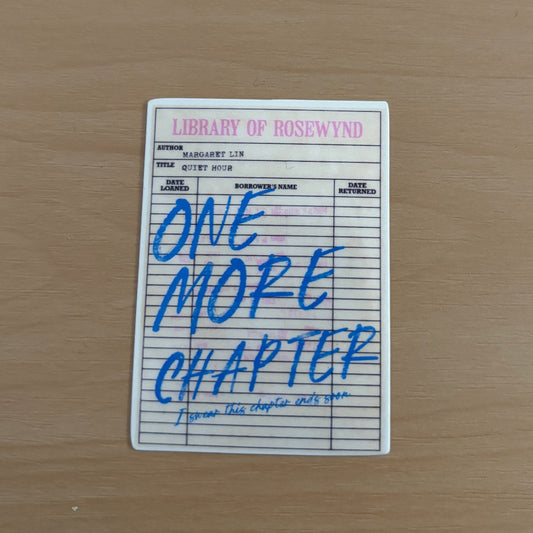 LIBRARY OF ROSEWYND
AUTHOR MARGARET LIN
TITLE QUIET HOUR
DATE LOANED BORROWER'S NAME DATE RETURNED
ONE
MORE
CHAPTER
I swear this chapter ends soon.